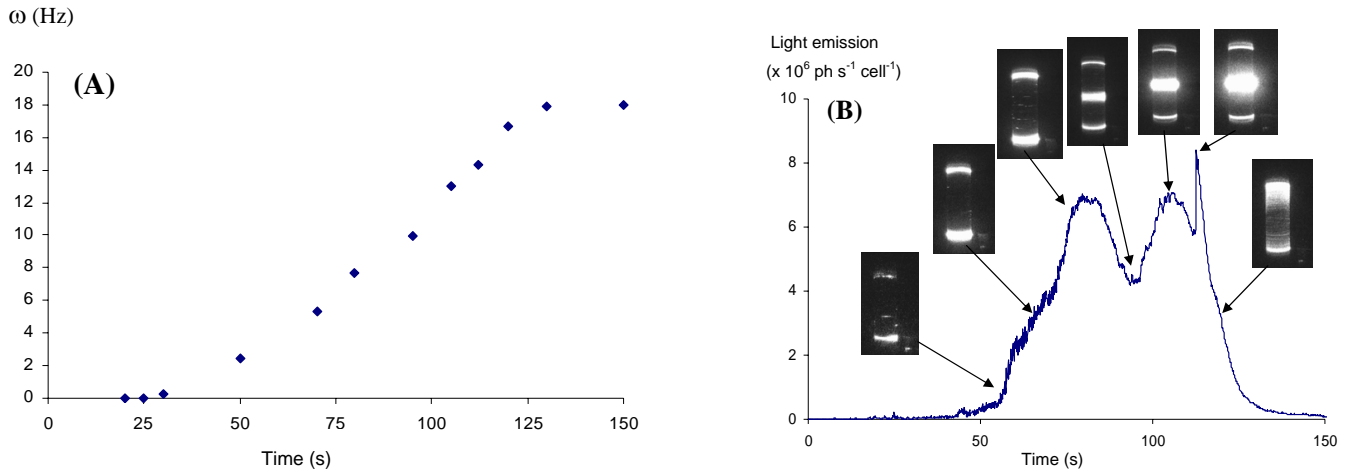 ω (Hz)
(A)
20
18
16
14
12
10
8
6
4
2
0
0 25 50 75 100 125 150
Time (s)
Light emission
(x 10⁶ ph s⁻¹ cell⁻¹)
(B)
10
8
6
4
2
0
0 50 100 150
Time (s)